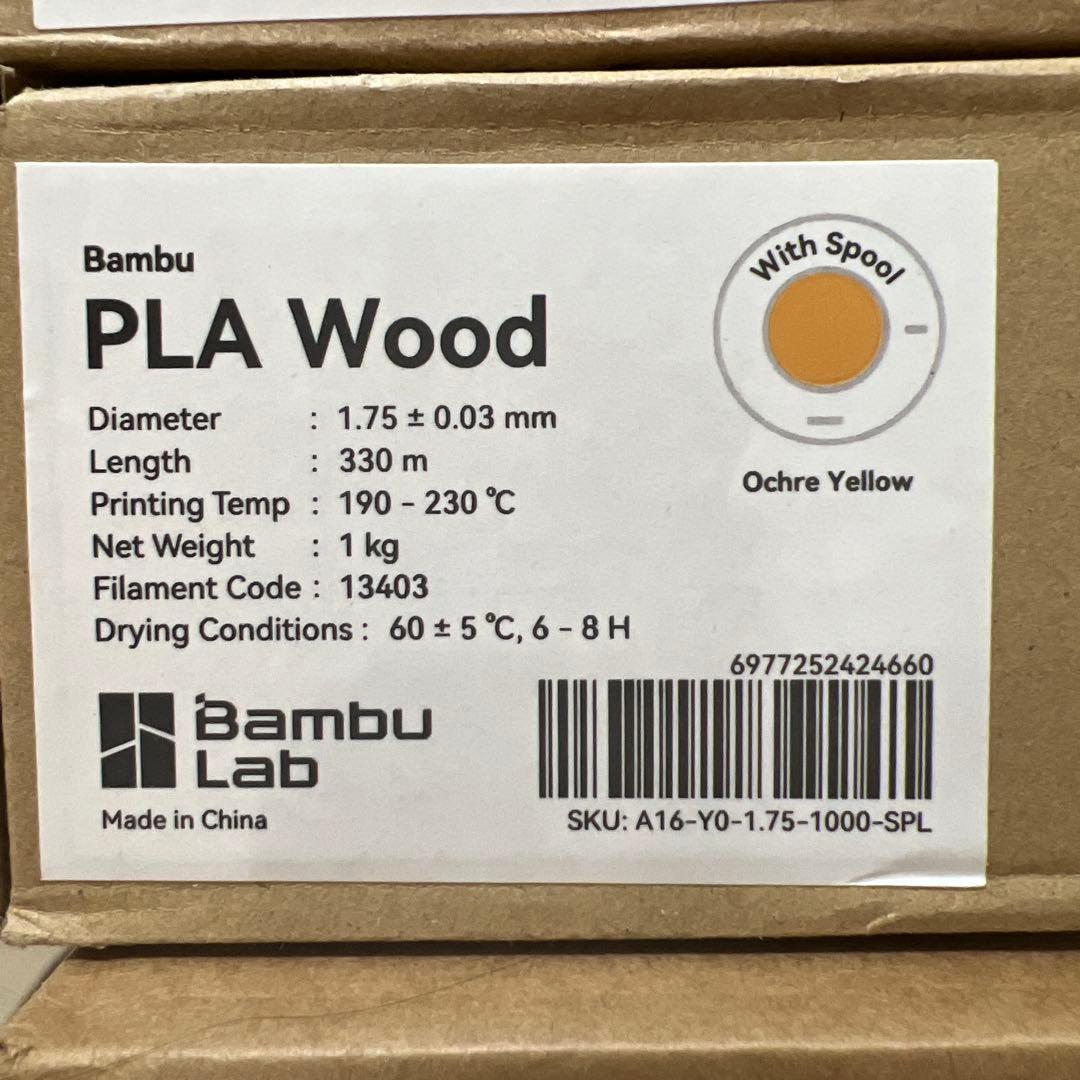 Bambu
PLA Wood
With Spool
Ochre Yellow
Diameter : 1.75 ± 0.03 mm
Length : 330 m
Printing Temp : 190 - 230 ℃
Net Weight : 1 kg
Filament Code : 13403
Drying Conditions : 60 ± 5 ℃, 6 - 8 H
6977252424660
Bambu
Lab
Made in China
SKU: A16-Y0-1.75-1000-SPL